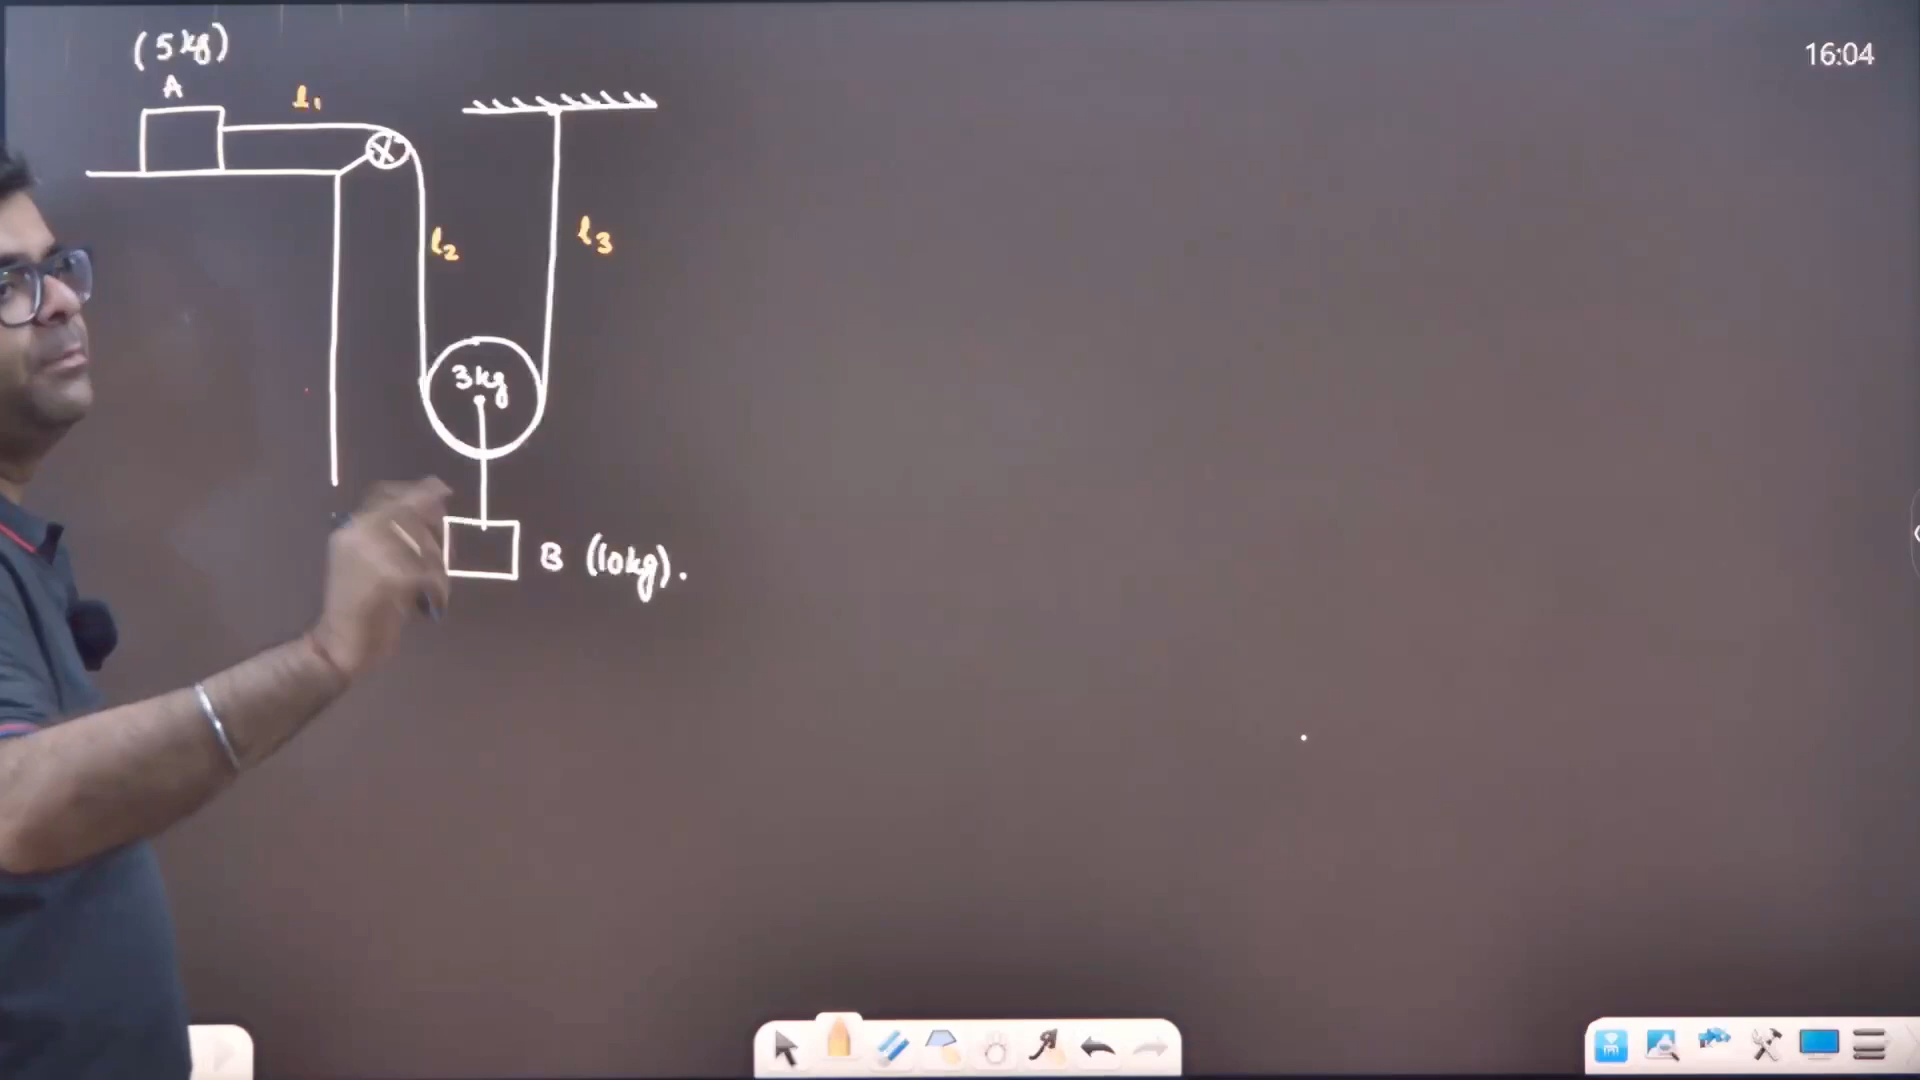 16:04
(5kg)
A
l₁
l₂
l₃
3kg
B (10kg).